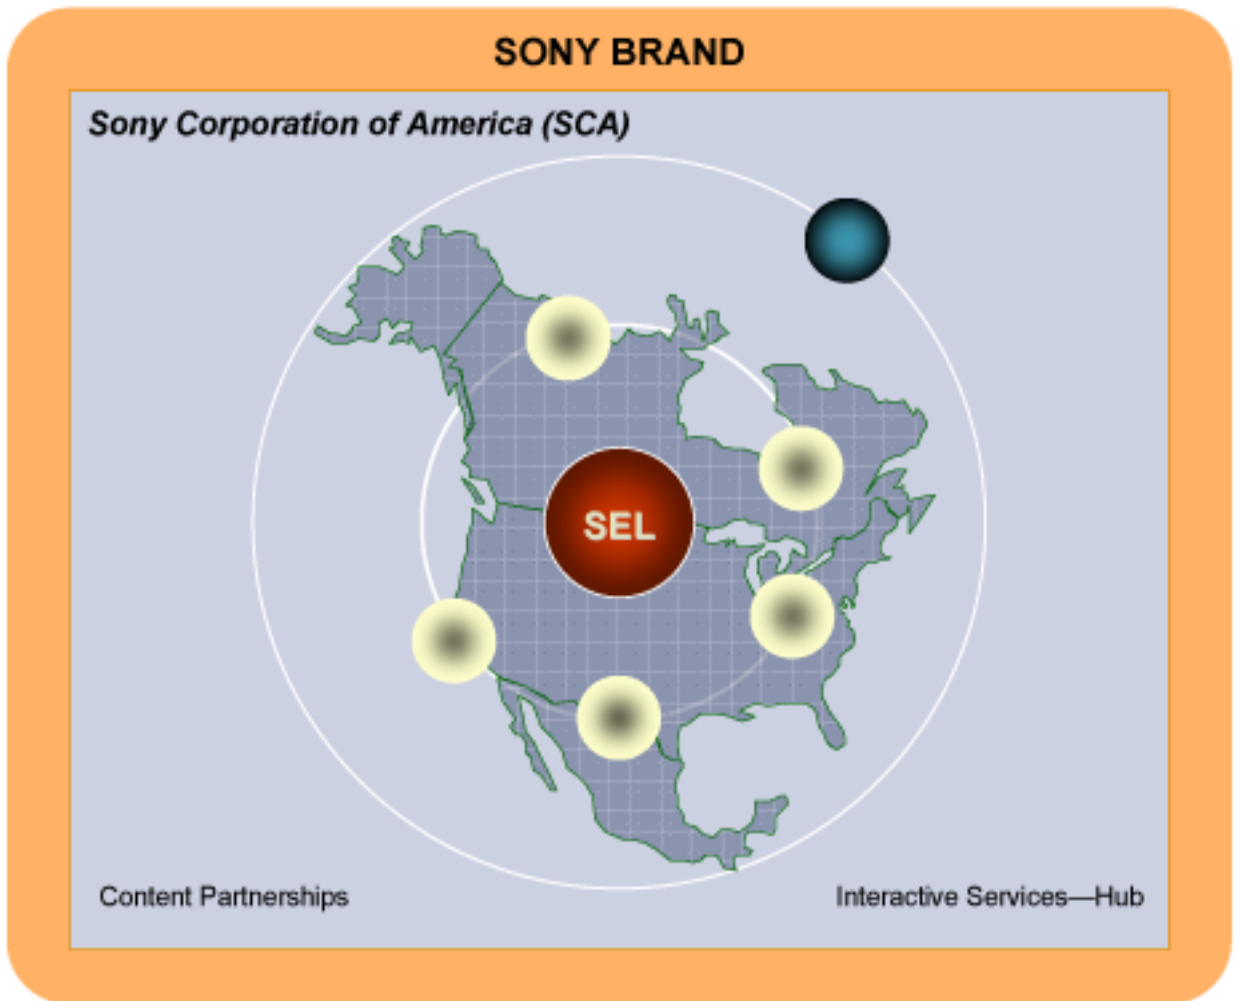 SONY BRAND
Sony Corporation of America (SCA)
SEL
Content Partnerships
Interactive Services—Hub